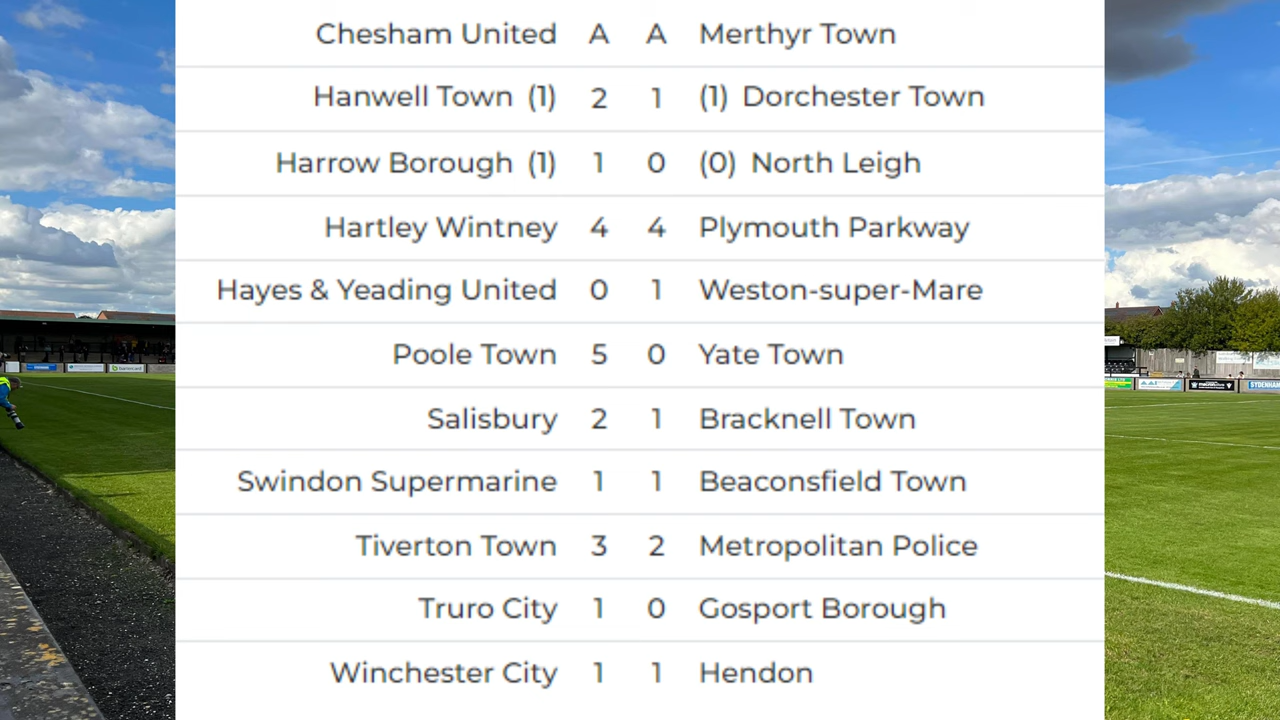 Chesham United A A Merthyr Town
Hanwell Town (1) 2 1 (1) Dorchester Town
Harrow Borough (1) 1 0 (0) North Leigh
Hartley Wintney 4 4 Plymouth Parkway
Hayes & Yeading United 0 1 Weston-super-Mare
Poole Town 5 0 Yate Town
Salisbury 2 1 Bracknell Town
Swindon Supermarine 1 1 Beaconsfield Town
Tiverton Town 3 2 Metropolitan Police
Truro City 1 0 Gosport Borough
Winchester City 1 1 Hendon